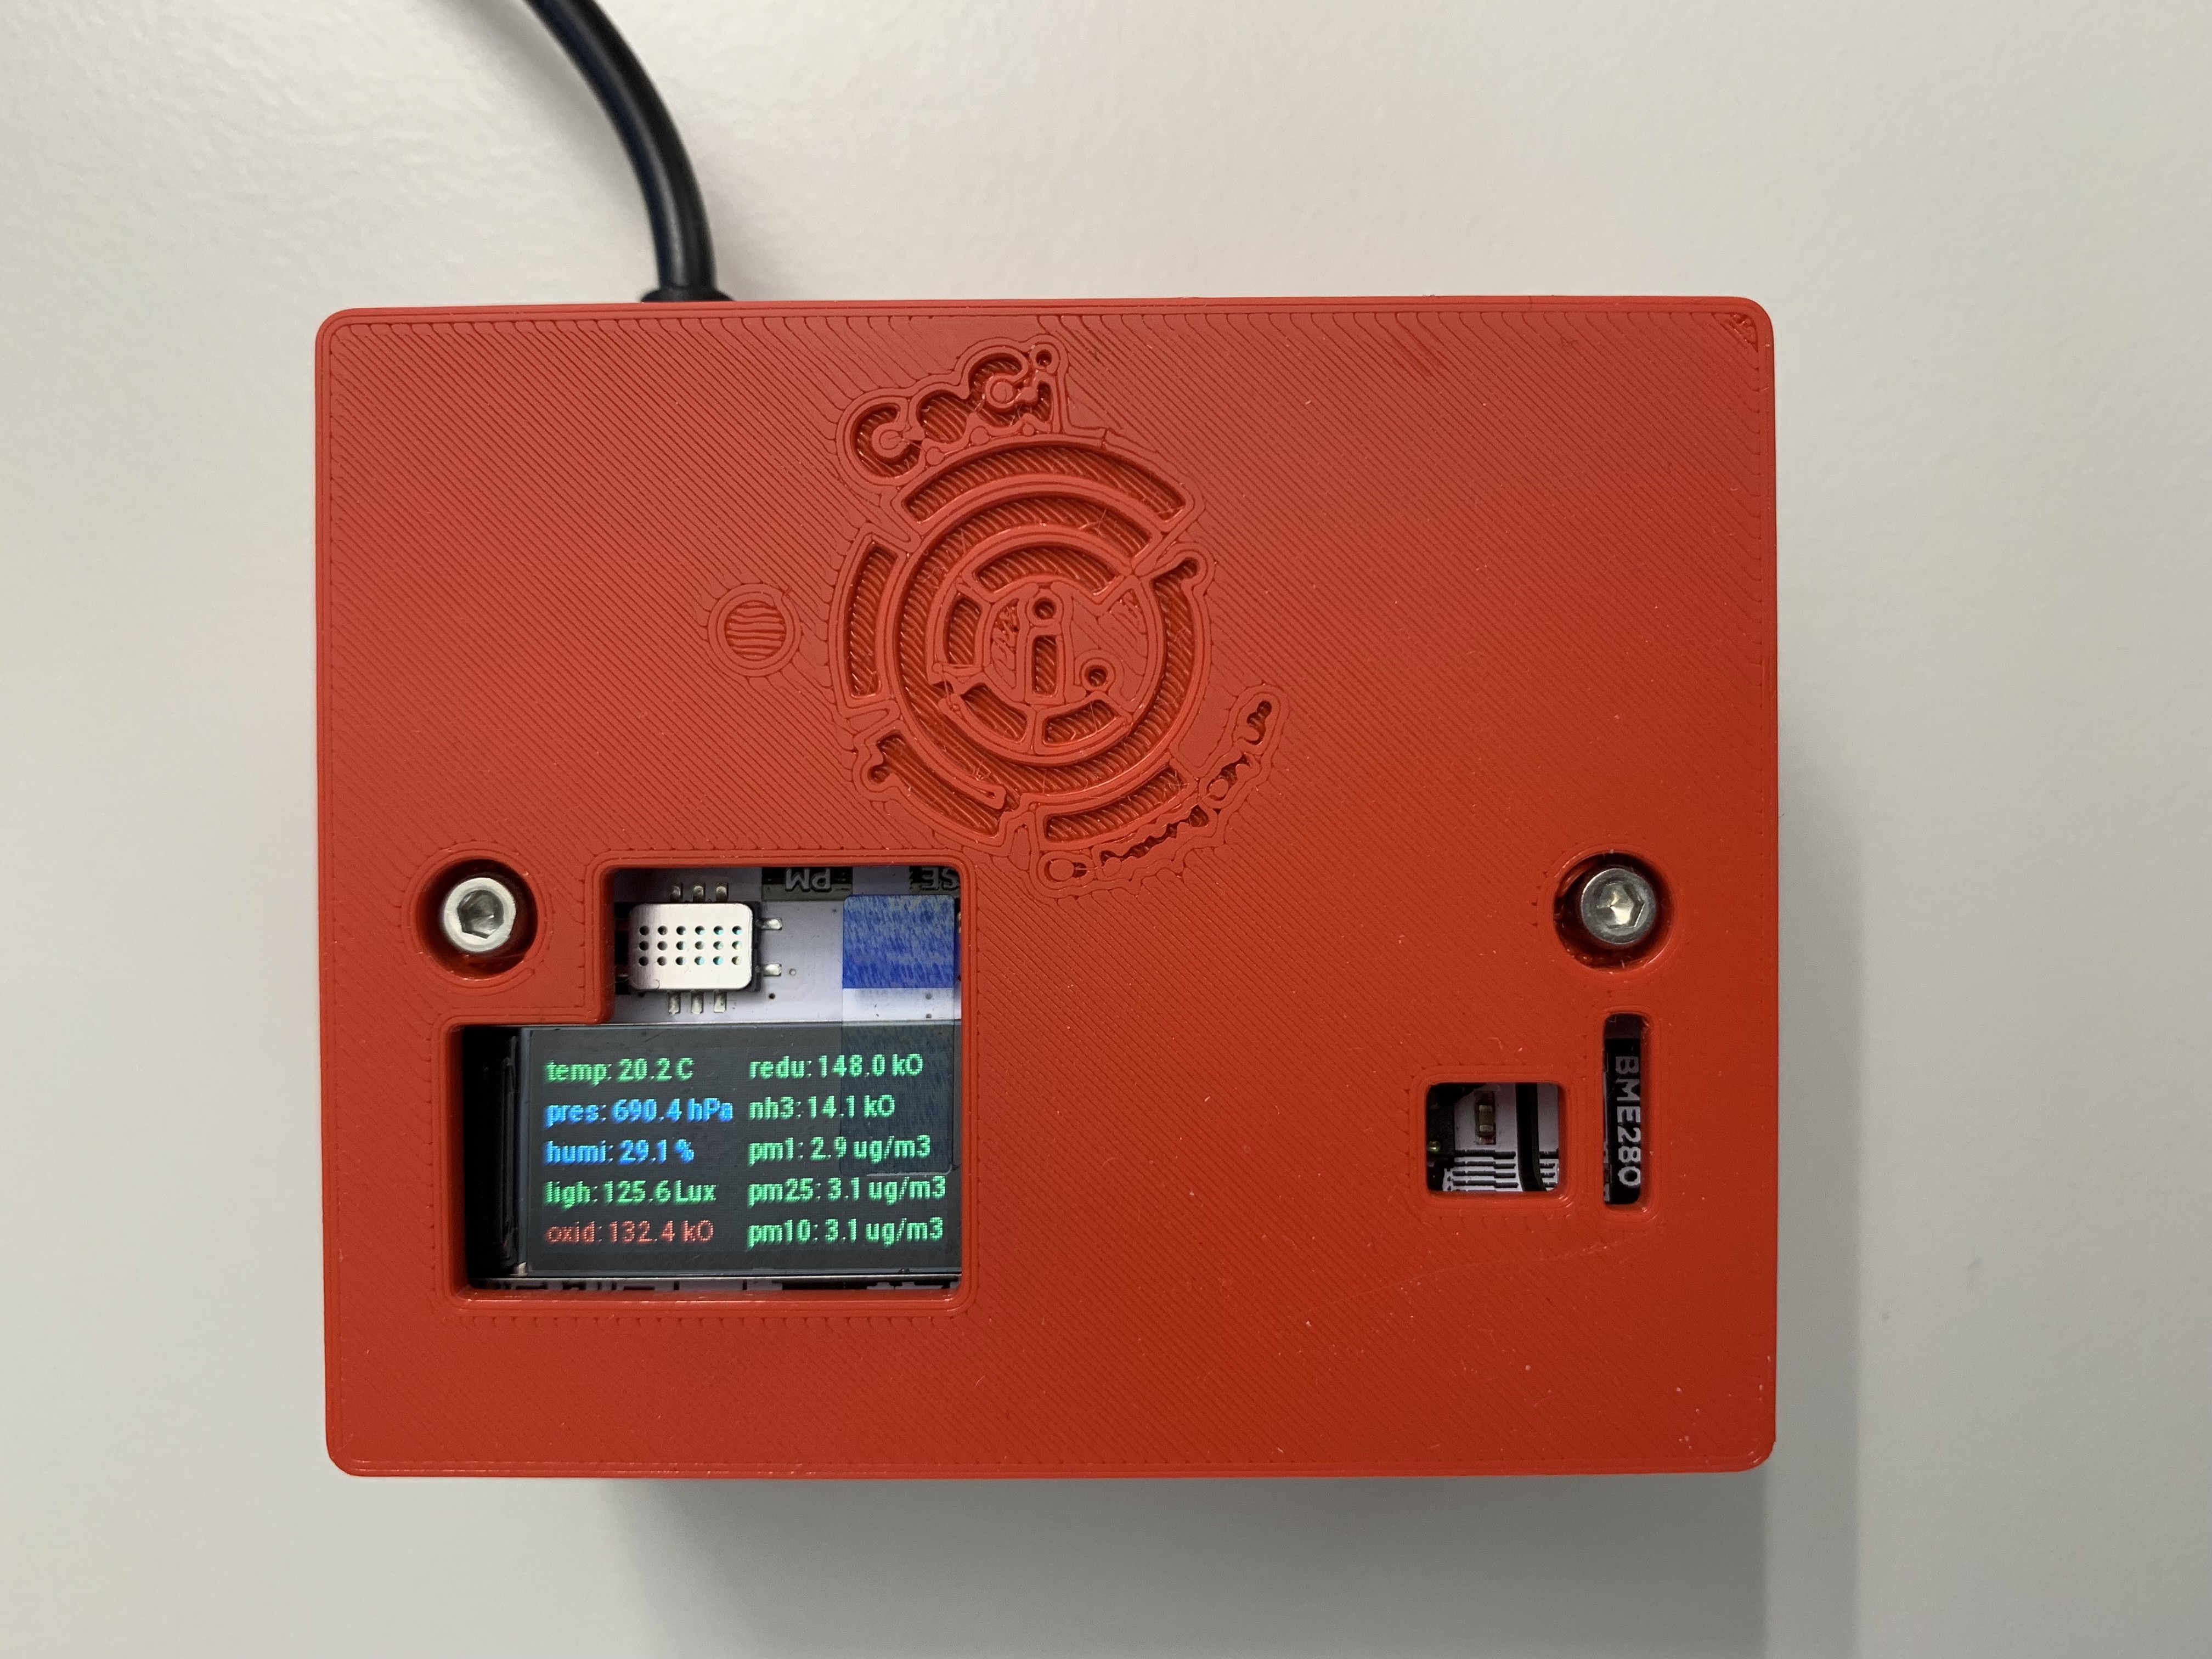 i
PM
SE
temp: 20.2 C redu: 148.0 kO
pres: 690.4 hPa nh3: 14.1 kO
humi: 29.1 % pm1: 2.9 ug/m3
ligh: 125.6 Lux pm25: 3.1 ug/m3
oxid: 132.4 kO pm10: 3.1 ug/m3
BME280